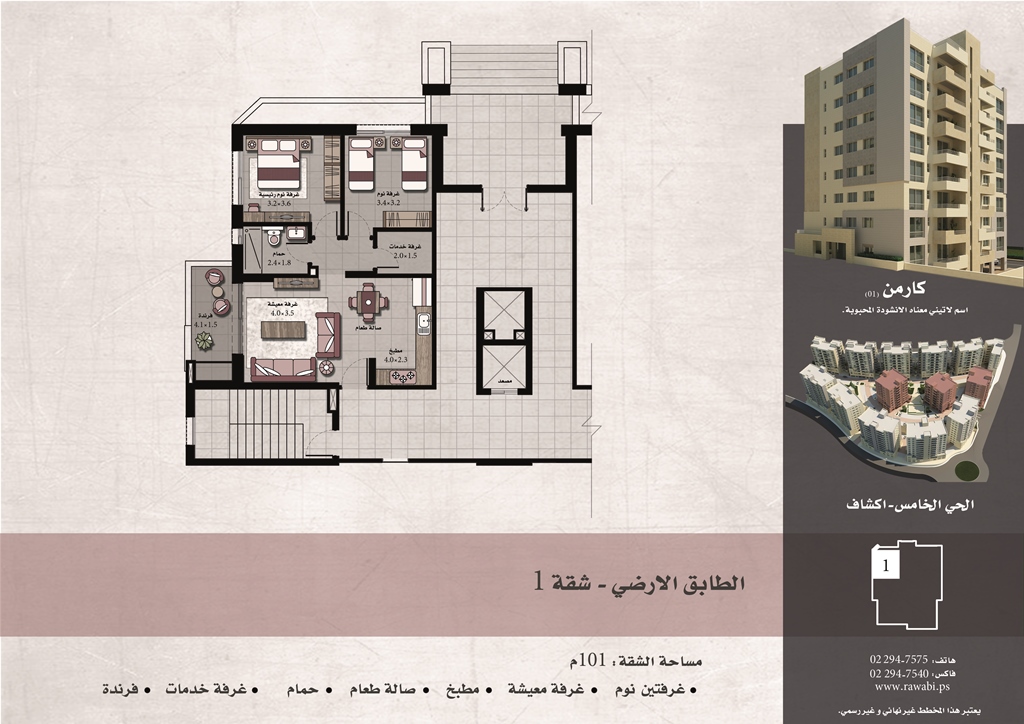 غرفة نوم رئيسية
3.2×3.6
غرفة نوم
3.4×3.2
حمام
2.4×1.8
غرفة خدمات
2.0×1.5
غرفة معيشة
4.0×3.5
صالة طعام
فرندة
4.1×1.5
مطبخ
4.0×2.3
مصعد
كارمن (01)
اسم لاتيني معناه الانشودة المحبوبة.
الحي الخامس-اكشاف
1
الطابق الارضي - شقة 1
مساحة الشقة: 101م
• غرفتين نوم • غرفة معيشة • مطبخ • صالة طعام • حمام • غرفة خدمات • فرندة
هاتف: 02 294-7575
فاكس: 02 294-7540
www.rawabi.ps
يعتبر هذا المخطط غير نهائي و غير رسمي.